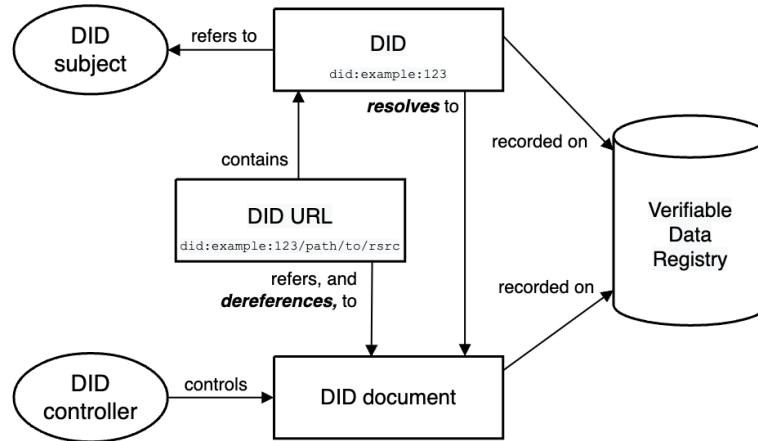 DID
subject
refers to
DID
did:example:123
resolves to
recorded on
contains
DID URL
did:example:123/path/to/rsrc
Verifiable
Data
Registry
refers, and
dereferences, to
recorded on
DID
controller
controls
DID document